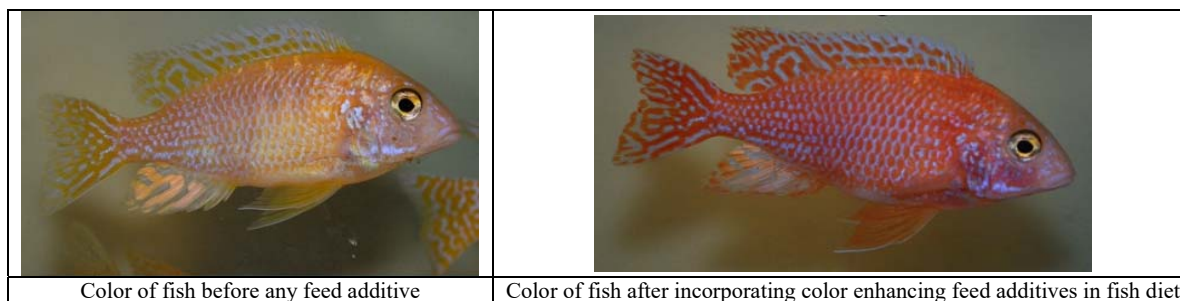 Color of fish before any feed additive
Color of fish after incorporating color enhancing feed additives in fish diet